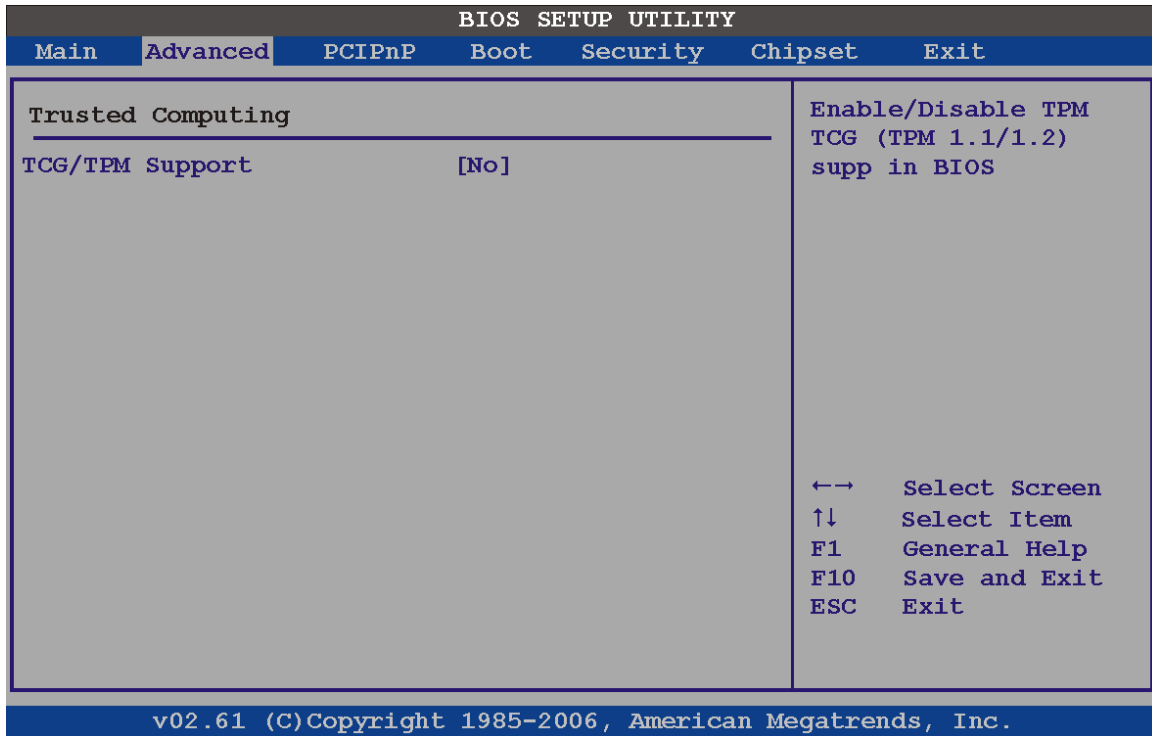 BIOS SETUP UTILITY
Main Advanced PCIPnP Boot Security Chipset Exit
Trusted Computing
TCG/TPM Support [No]
Enable/Disable TPM
TCG (TPM 1.1/1.2)
supp in BIOS
←→ Select Screen
↑↓ Select Item
F1 General Help
F10 Save and Exit
ESC Exit
v02.61 (C)Copyright 1985-2006, American Megatrends, Inc.